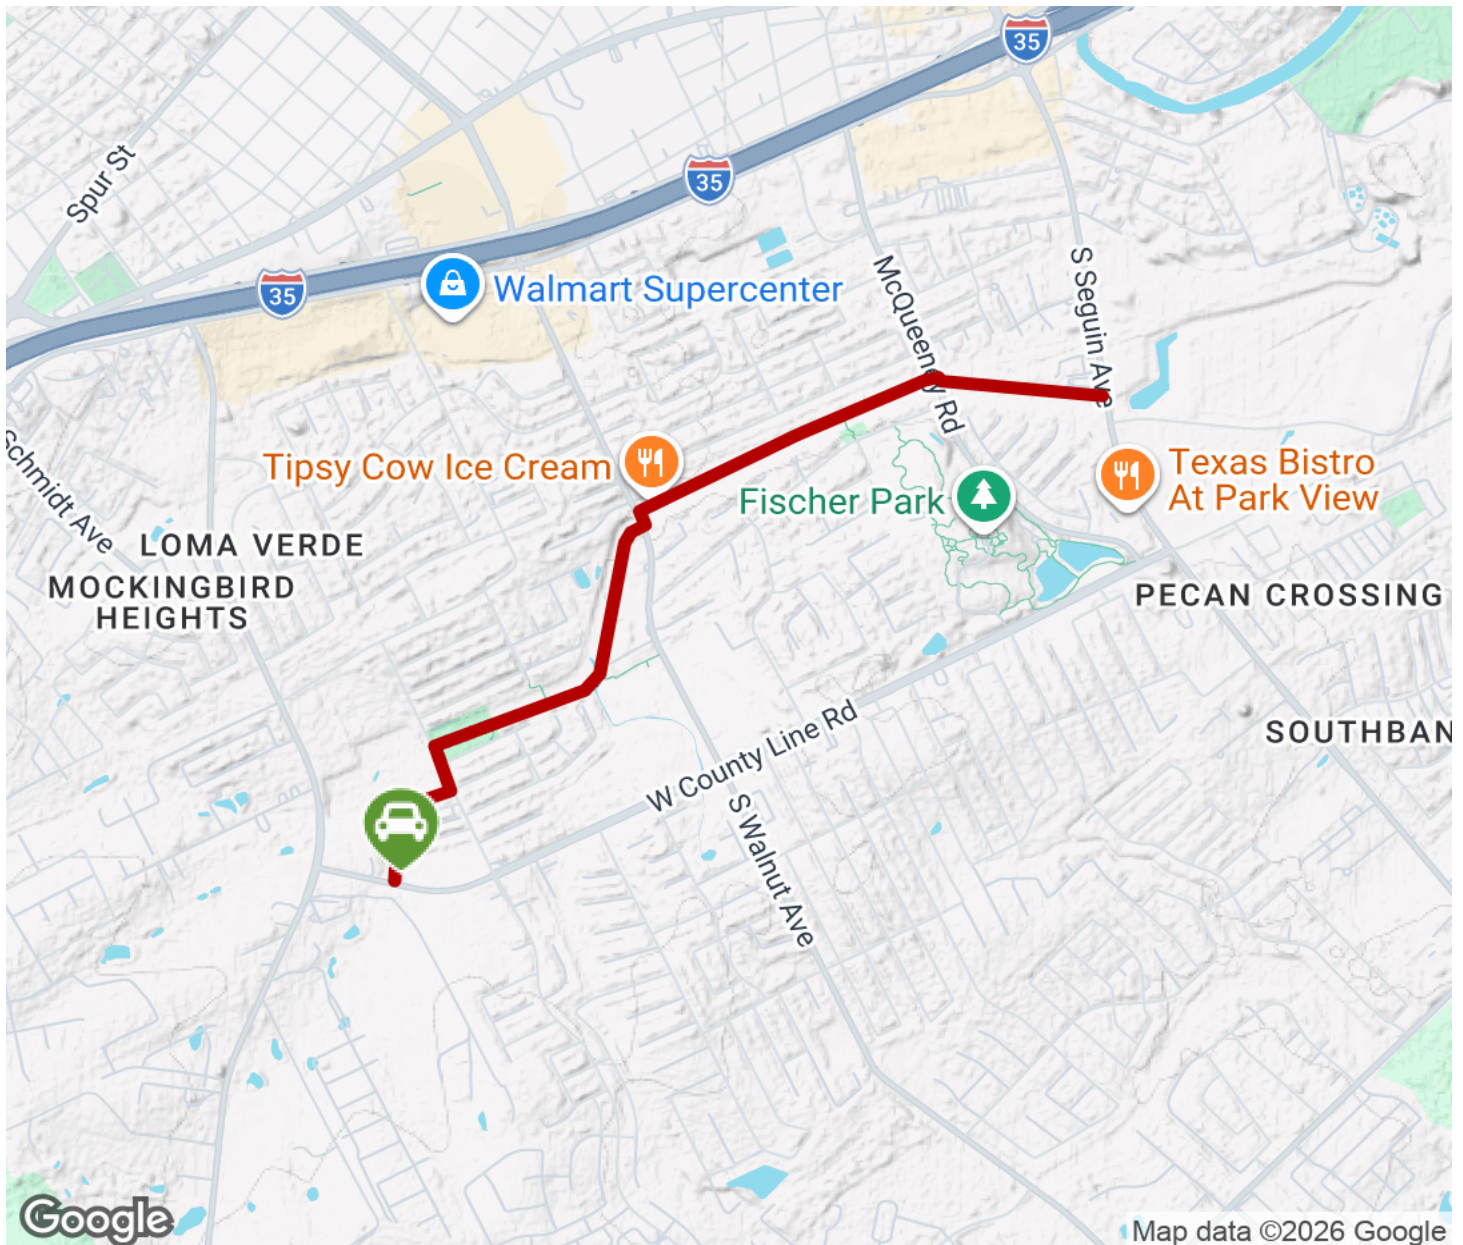 35
35
35
Spur St
Walmart Supercenter
McQueeney Rd
S Seguin Ave
Schmidt Ave
Tipsy Cow Ice Cream
Texas Bistro
At Park View
Fischer Park
LOMA VERDE
MOCKINGBIRD
HEIGHTS
PECAN CROSSING
SOUTHBAN
W County Line Rd
S Walnut Ave
Google
Map data ©2026 Google